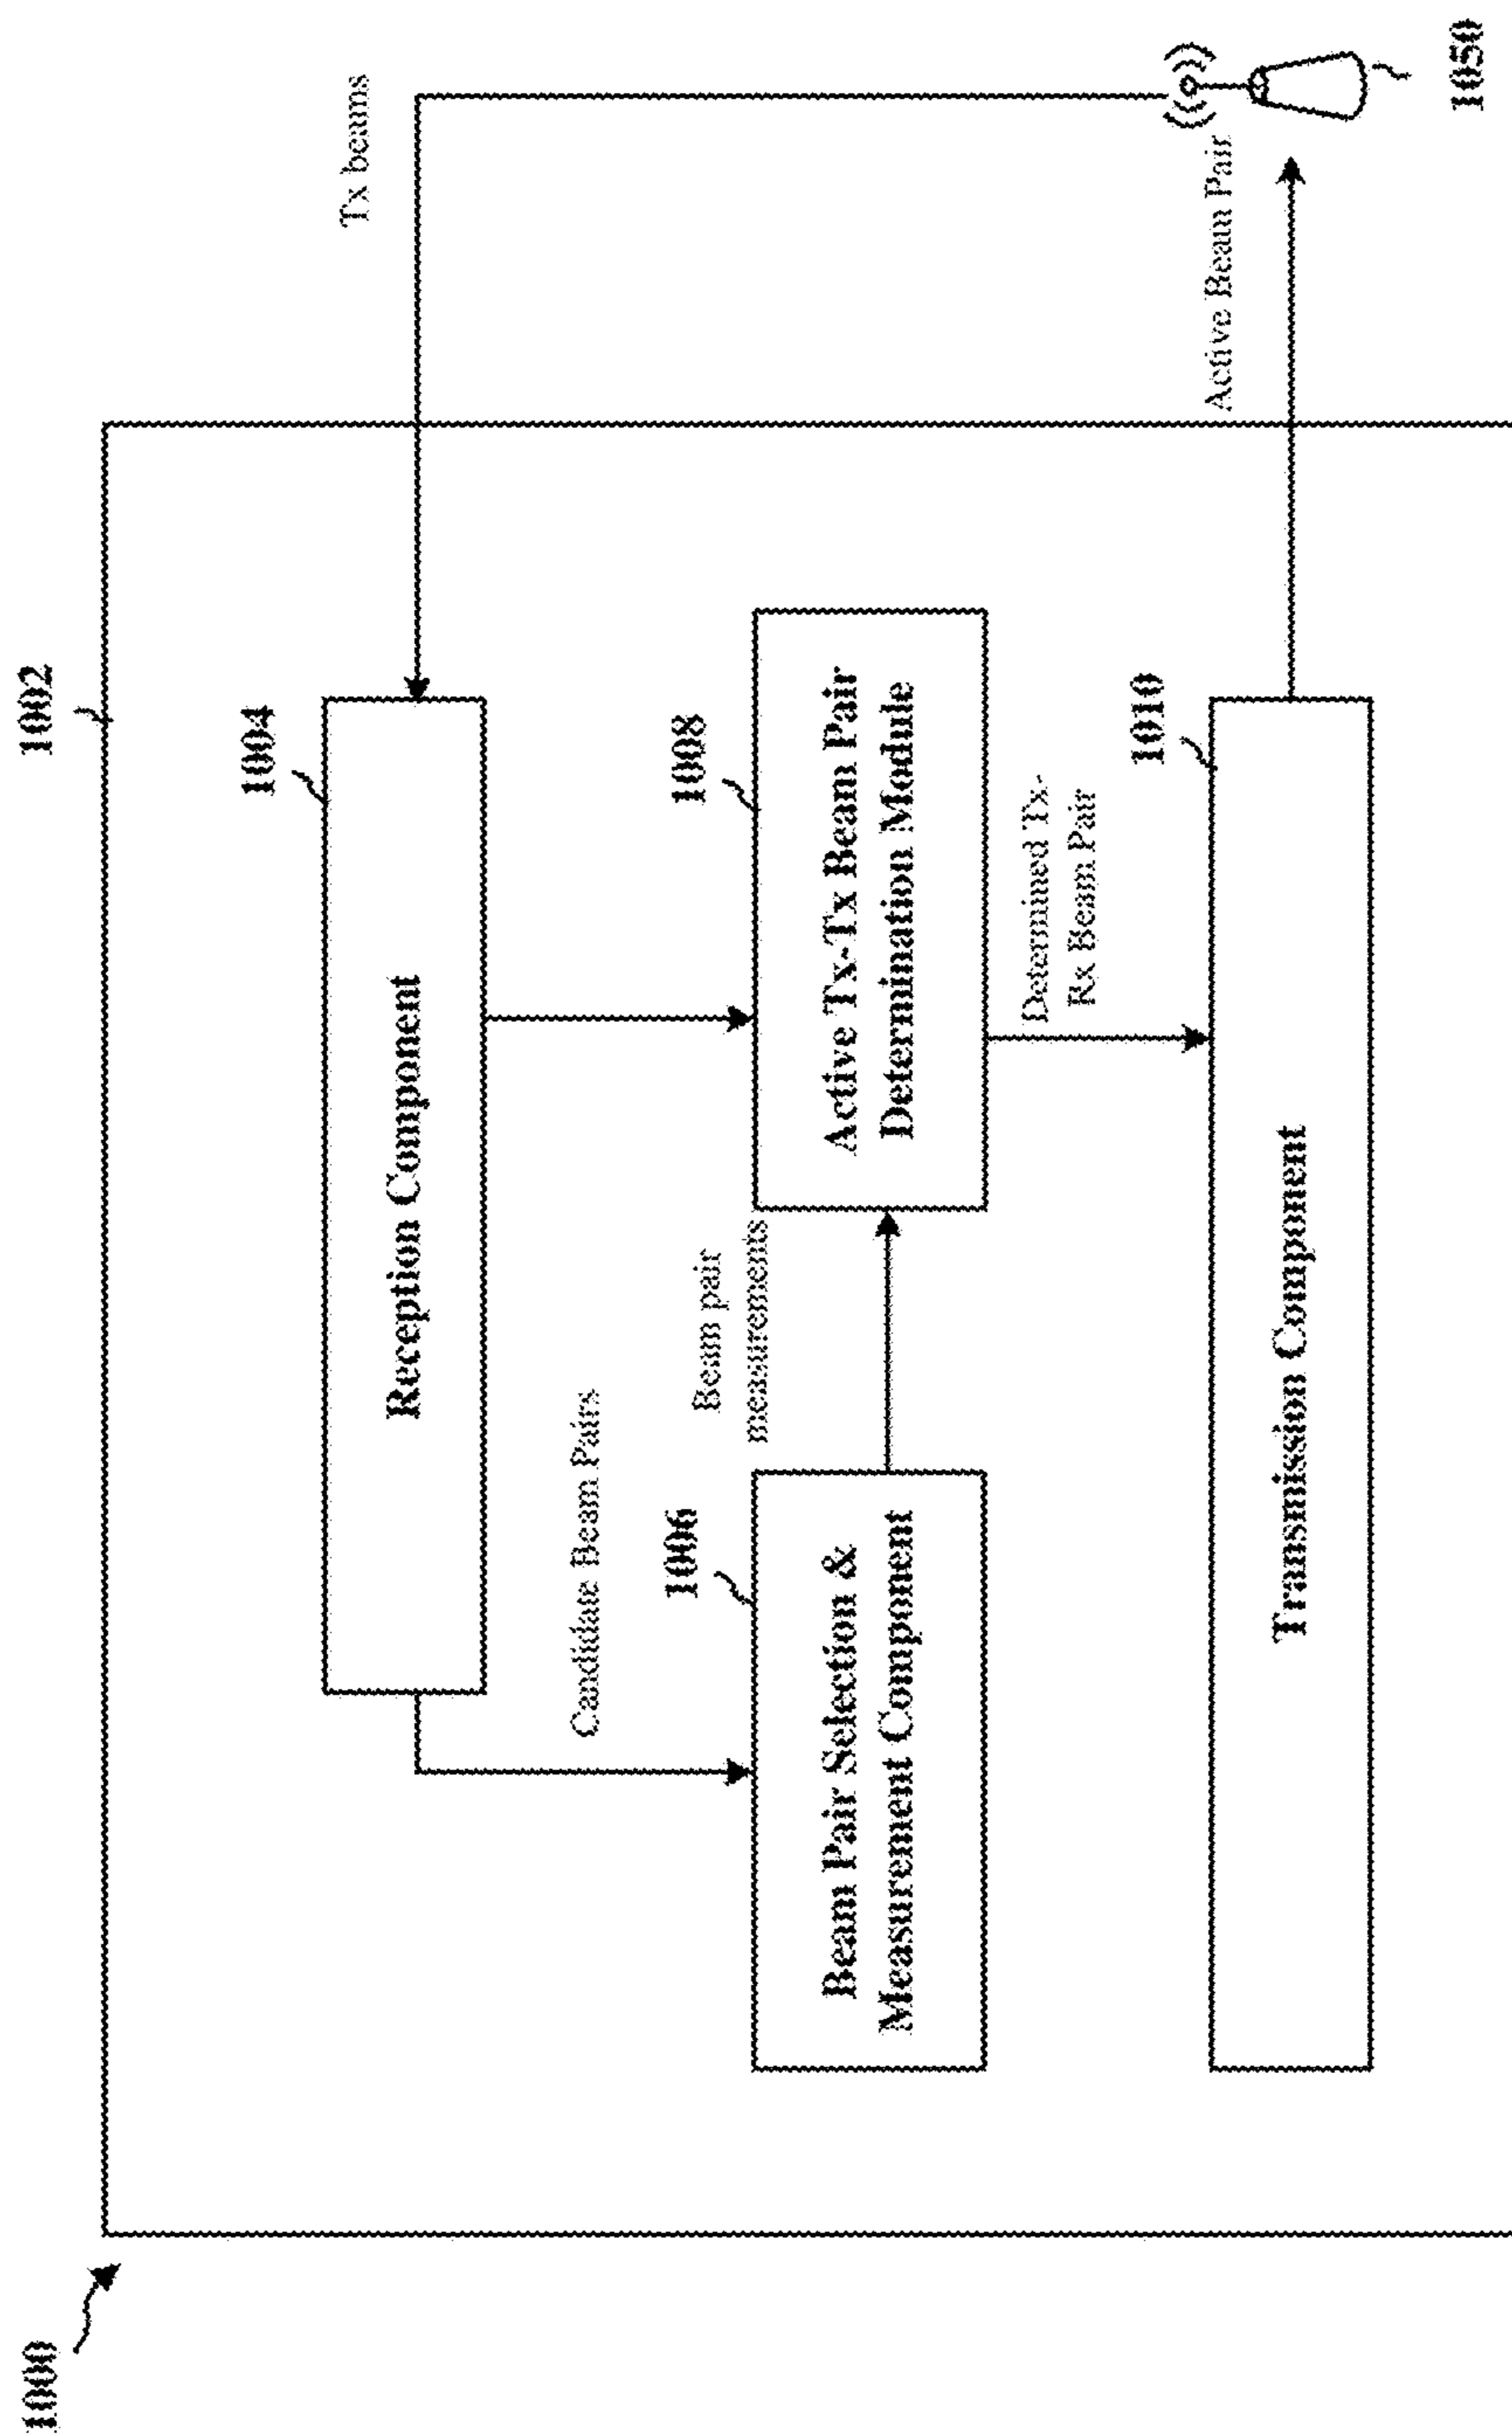 1000
1002
1004
Tx beams
Reception Component
Candidate Beam Pairs
1006
Beam pair
measurements
1008
Beam Pair Selection &
Measurement Component
Active Tx-Tx Beam Pair
Determination Module
Determined Tx-
Rx Beam Pair
1010
Active Beam Pair
Transmission Component
1050